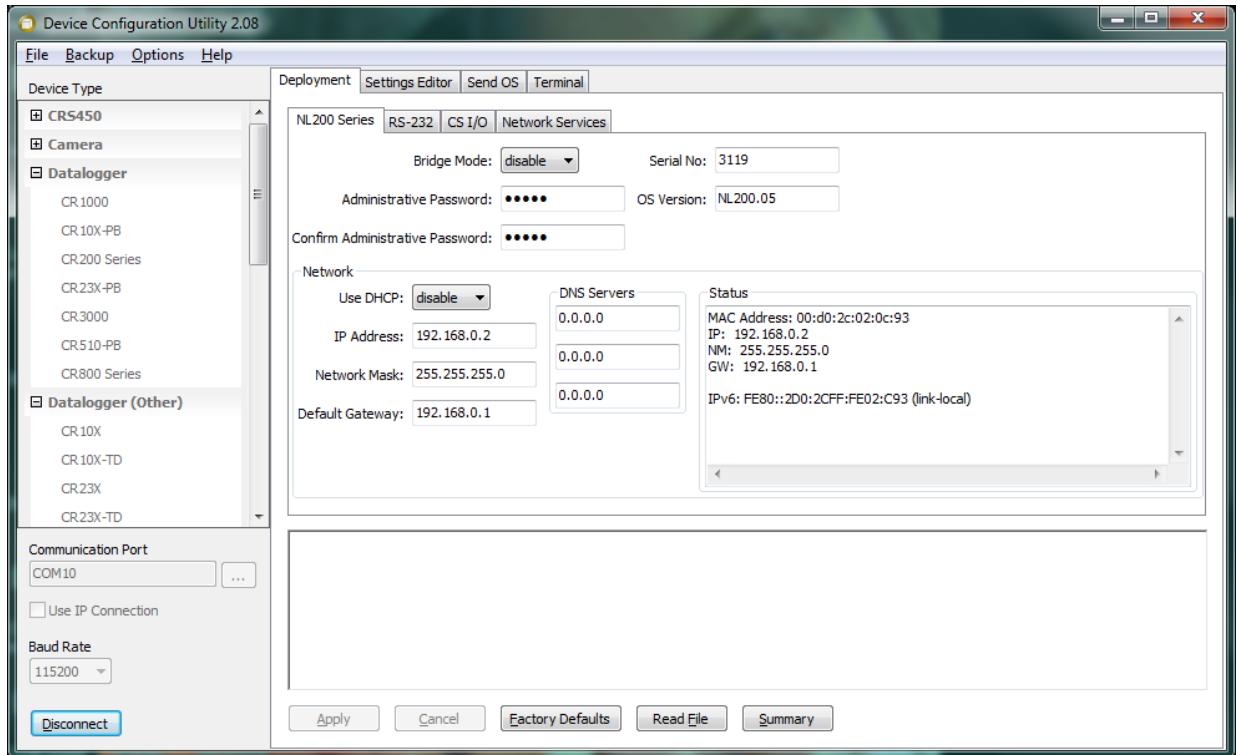 Device Configuration Utility 2.08
File Backup Options Help
Device Type
CRS450
Camera
Datalogger
CR1000
CR10X-PB
CR200 Series
CR23X-PB
CR3000
CR510-PB
CR800 Series
Datalogger (Other)
CR10X
CR10X-TD
CR23X
CR23X-TD
Communication Port
COM10
...
Use IP Connection
Baud Rate
115200
Disconnect
Deployment Settings Editor Send OS Terminal
NL200 Series RS-232 CS I/O Network Services
Bridge Mode: disable Serial No: 3119
Administrative Password: ••••• OS Version: NL200.05
Confirm Administrative Password: •••••
Network
Use DHCP: disable
IP Address: 192.168.0.2
Network Mask: 255.255.255.0
Default Gateway: 192.168.0.1
DNS Servers
0.0.0.0
0.0.0.0
0.0.0.0
Status
MAC Address: 00:d0:2c:02:0c:93
IP: 192.168.0.2
NM: 255.255.255.0
GW: 192.168.0.1
IPv6: FE80::2D0:2CFF:FE02:C93 (link-local)
Apply Cancel Factory Defaults Read File Summary